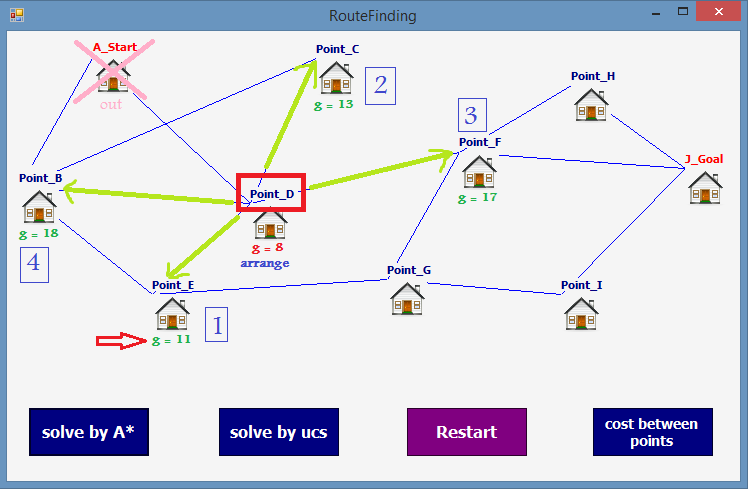 RouteFinding
A_Start
out
Point_C
g = 13
2
Point_H
3
Point_F
g = 17
J_Goal
Point_B
g = 18
4
Point_D
g = 8
arrange
Point_E
g = 11
1
Point_G
Point_I
solve by A*
solve by ucs
Restart
cost between
points